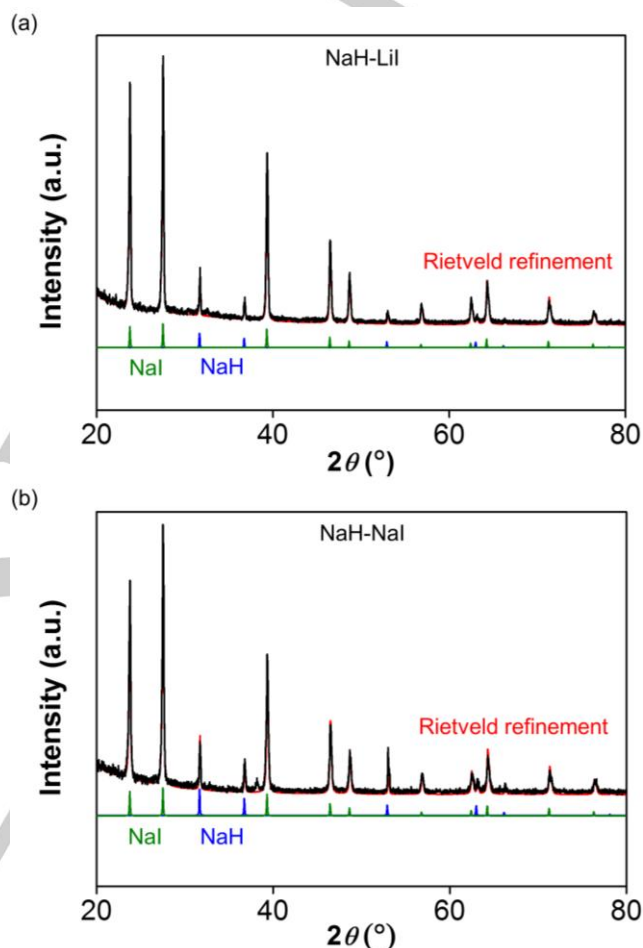 (a)
NaH-LiI
Intensity (a.u.)
Rietveld refinement
NaI
NaH
20
40
60
80
2θ (°)
(b)
NaH-NaI
Intensity (a.u.)
Rietveld refinement
NaI
NaH
20
40
60
80
2θ (°)